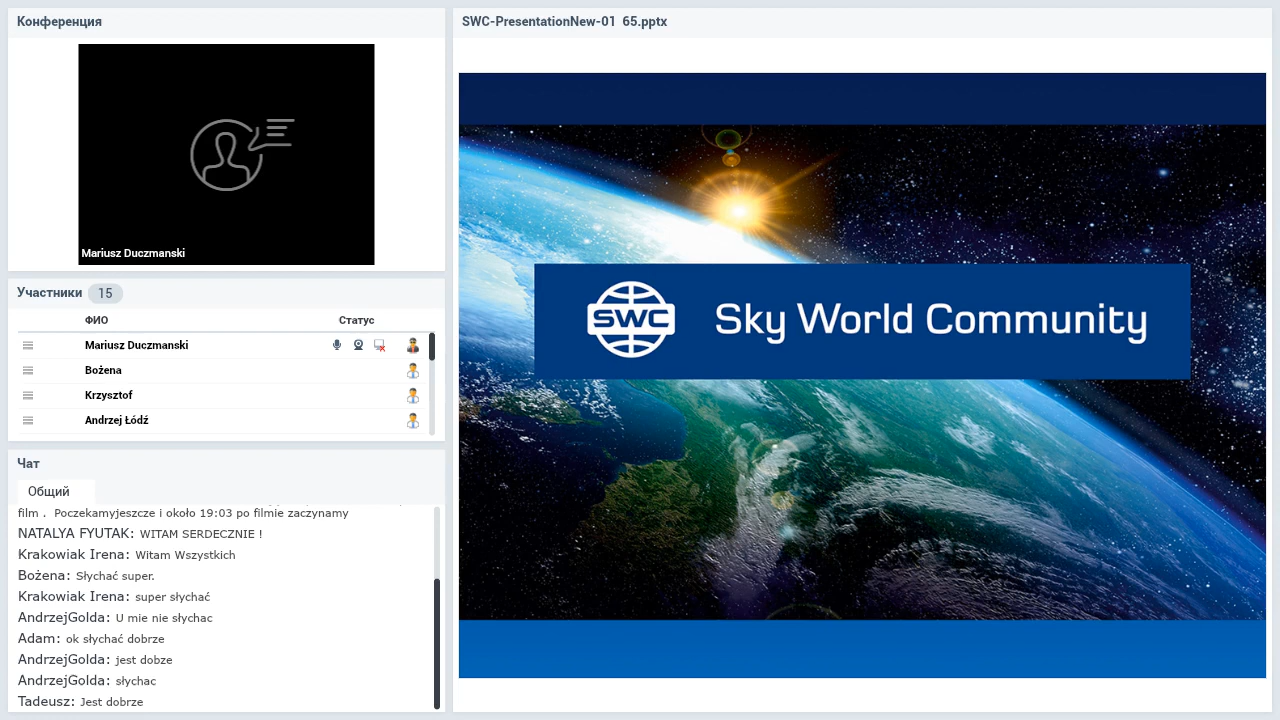 Конференция
Mariusz Duczmanski
Участники 15
ФИО Статус
Mariusz Duczmanski
Bożena
Krzysztof
Andrzej Łódź
Чат
Общий
film . Poczekamyjeszcze i około 19:03 po filmie zaczynamy
NATALYA FYUTAK: WITAM SERDECZNIE !
Krakowiak Irena: Witam Wszystkich
Bożena: Słychać super.
Krakowiak Irena: super słychać
AndrzejGolda: U mie nie słychac
Adam: ok słychać dobrze
AndrzejGolda: jest dobze
AndrzejGolda: słychac
Tadeusz: Jest dobrze
SWC-PresentationNew-01 65.pptx
SWC Sky World Community